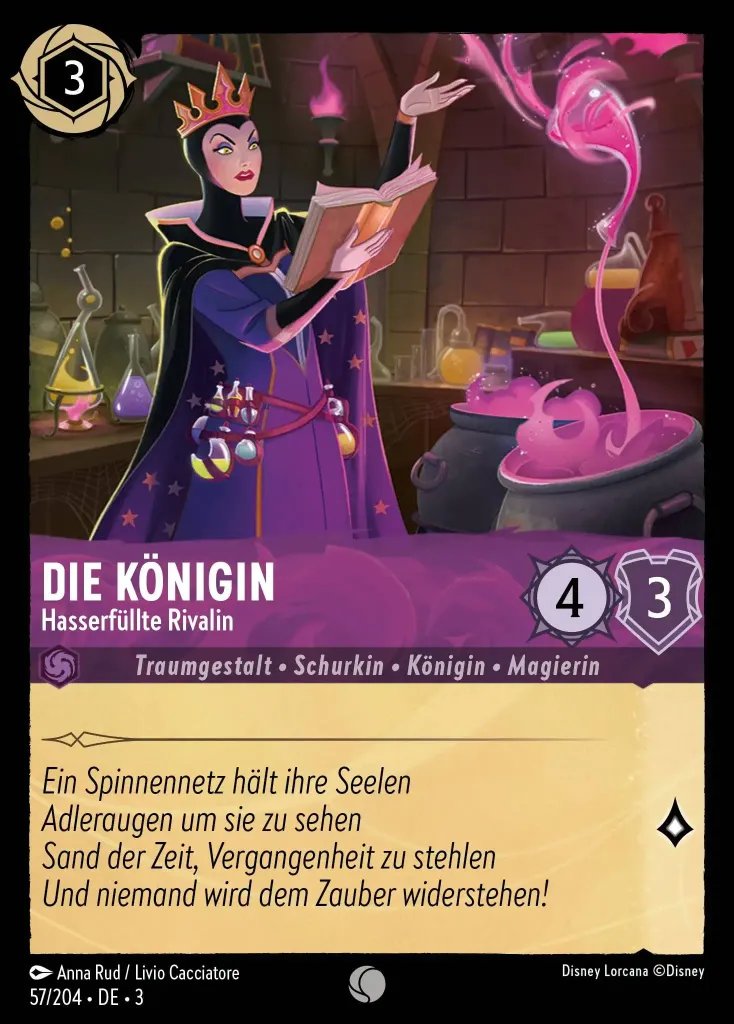 3
DIE KÖNIGIN
Hasserfüllte Rivalin
4
3
Traumgestalt • Schurkin • Königin • Magierin
Ein Spinnennetz hält ihre Seelen
Adleraugen um sie zu sehen
Sand der Zeit, Vergangenheit zu stehlen
Und niemand wird dem Zauber widerstehen!
Anna Rud / Livio Cacciatore
Disney Lorcana ©Disney
57/204 • DE • 3